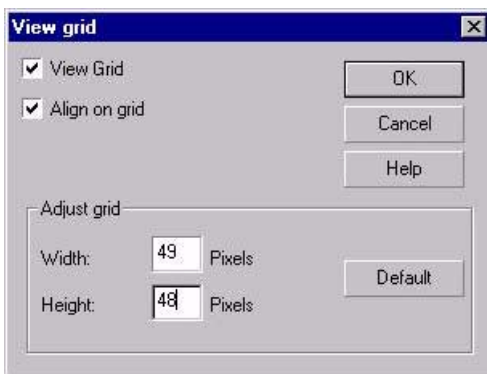 View grid
View Grid
OK
Align on grid
Cancel
Help
Adjust grid
Width: 49 Pixels
Default
Height: 48 Pixels